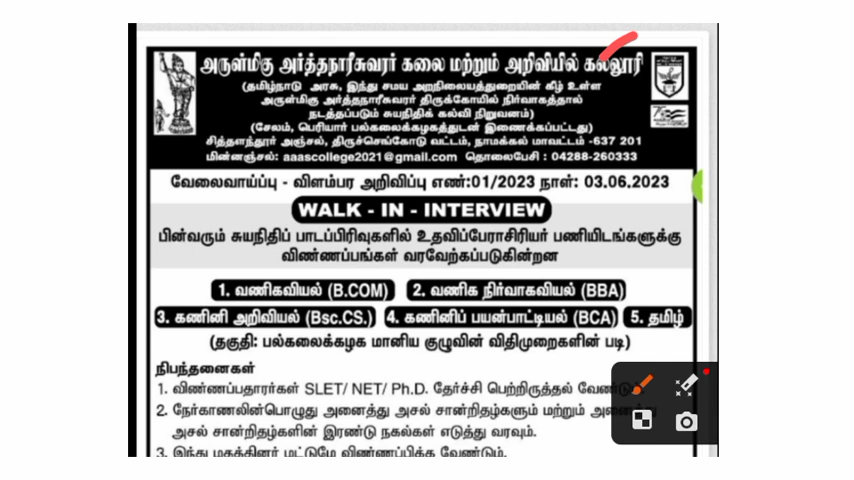 அருள்மிகு அர்த்தநாரீசுவரர் கலை மற்றும் அறிவியில் கல்லூரி
(தமிழ்நாடு அரசு, இந்து சமய அறநிலையத்துறையின் கீழ் உள்ள
அருள்மிகு அர்த்தநாரீசுவரர் திருக்கோயில் நிர்வாகத்தால்
நடத்தப்படும் சுயநிதிக் கல்வி நிறுவனம்)
(சேலம், பெரியார் பல்கலைக்கழகத்துடன் இணைக்கப்பட்டது)
சித்தளந்தூர் அஞ்சல், திருச்செங்கோடு வட்டம், நாமக்கல் மாவட்டம் -637 201
மின்னஞ்சல்: aaascollege2021@gmail.com தொலைபேசி : 04288-260333
வேலைவாய்ப்பு - விளம்பர அறிவிப்பு எண்:01/2023 நாள்: 03.06.2023
WALK - IN - INTERVIEW
பின்வரும் சுயநிதிப் பாடப்பிரிவுகளில் உதவிப்பேராசிரியர் பணியிடங்களுக்கு
விண்ணப்பங்கள் வரவேற்கப்படுகின்றன
1. வணிகவியல் (B.COM) 2. வணிக நிர்வாகவியல் (BBA)
3. கணினி அறிவியல் (Bsc.CS.) 4. கணினிப் பயன்பாட்டியல் (BCA) 5. தமிழ்
(தகுதி: பல்கலைக்கழக மானிய குழுவின் விதிமுறைகளின் படி)
நிபந்தனைகள்
1. விண்ணப்பதாரர்கள் SLET/ NET/ Ph.D. தேர்ச்சி பெற்றிருத்தல் வேண்டும்.
2. நேர்காணலின்பொழுது அனைத்து அசல் சான்றிதழ்களும் மற்றும்
அசல் சான்றிதழ்களின் இரண்டு நகல்கள் எடுத்து வரவும்.
3. இந்து மதத்தினர் மட்டுமே விண்ணப்பிக்க வேண்டும்.